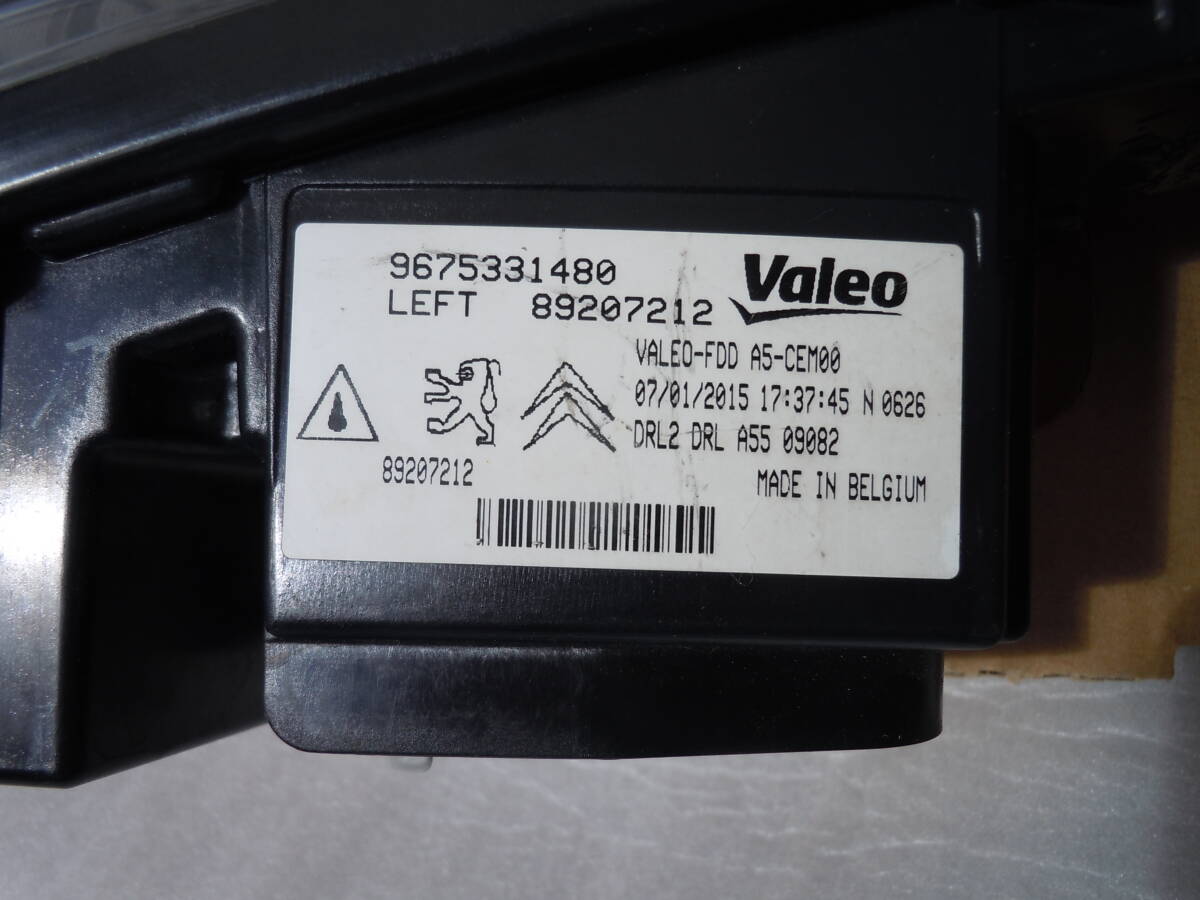 9675331480
LEFT 89207212
Valeo
VALEO-FDD A5-CEM00
07/01/2015 17:37:45 N 0626
DRL2 DRL A55 09082
89207212
MADE IN BELGIUM